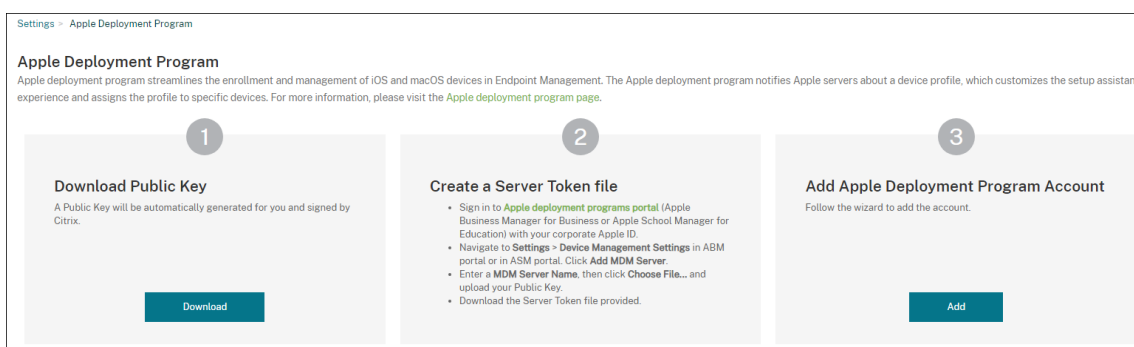 Settings > Apple Deployment Program
Apple Deployment Program
Apple deployment program streamlines the enrollment and management of iOS and macOS devices in Endpoint Management. The Apple deployment program notifies Apple servers about a device profile, which customizes the setup assistan
experience and assigns the profile to specific devices. For more information, please visit the Apple deployment program page.
1
Download Public Key
A Public Key will be automatically generated for you and signed by
Citrix.
Download
2
Create a Server Token file
• Sign in to Apple deployment programs portal (Apple
Business Manager for Business or Apple School Manager for
Education) with your corporate Apple ID.
• Navigate to Settings > Device Management Settings in ABM
portal or in ASM portal. Click Add MDM Server.
• Enter a MDM Server Name, then click Choose File... and
upload your Public Key.
• Download the Server Token file provided.
3
Add Apple Deployment Program Account
Follow the wizard to add the account.
Add